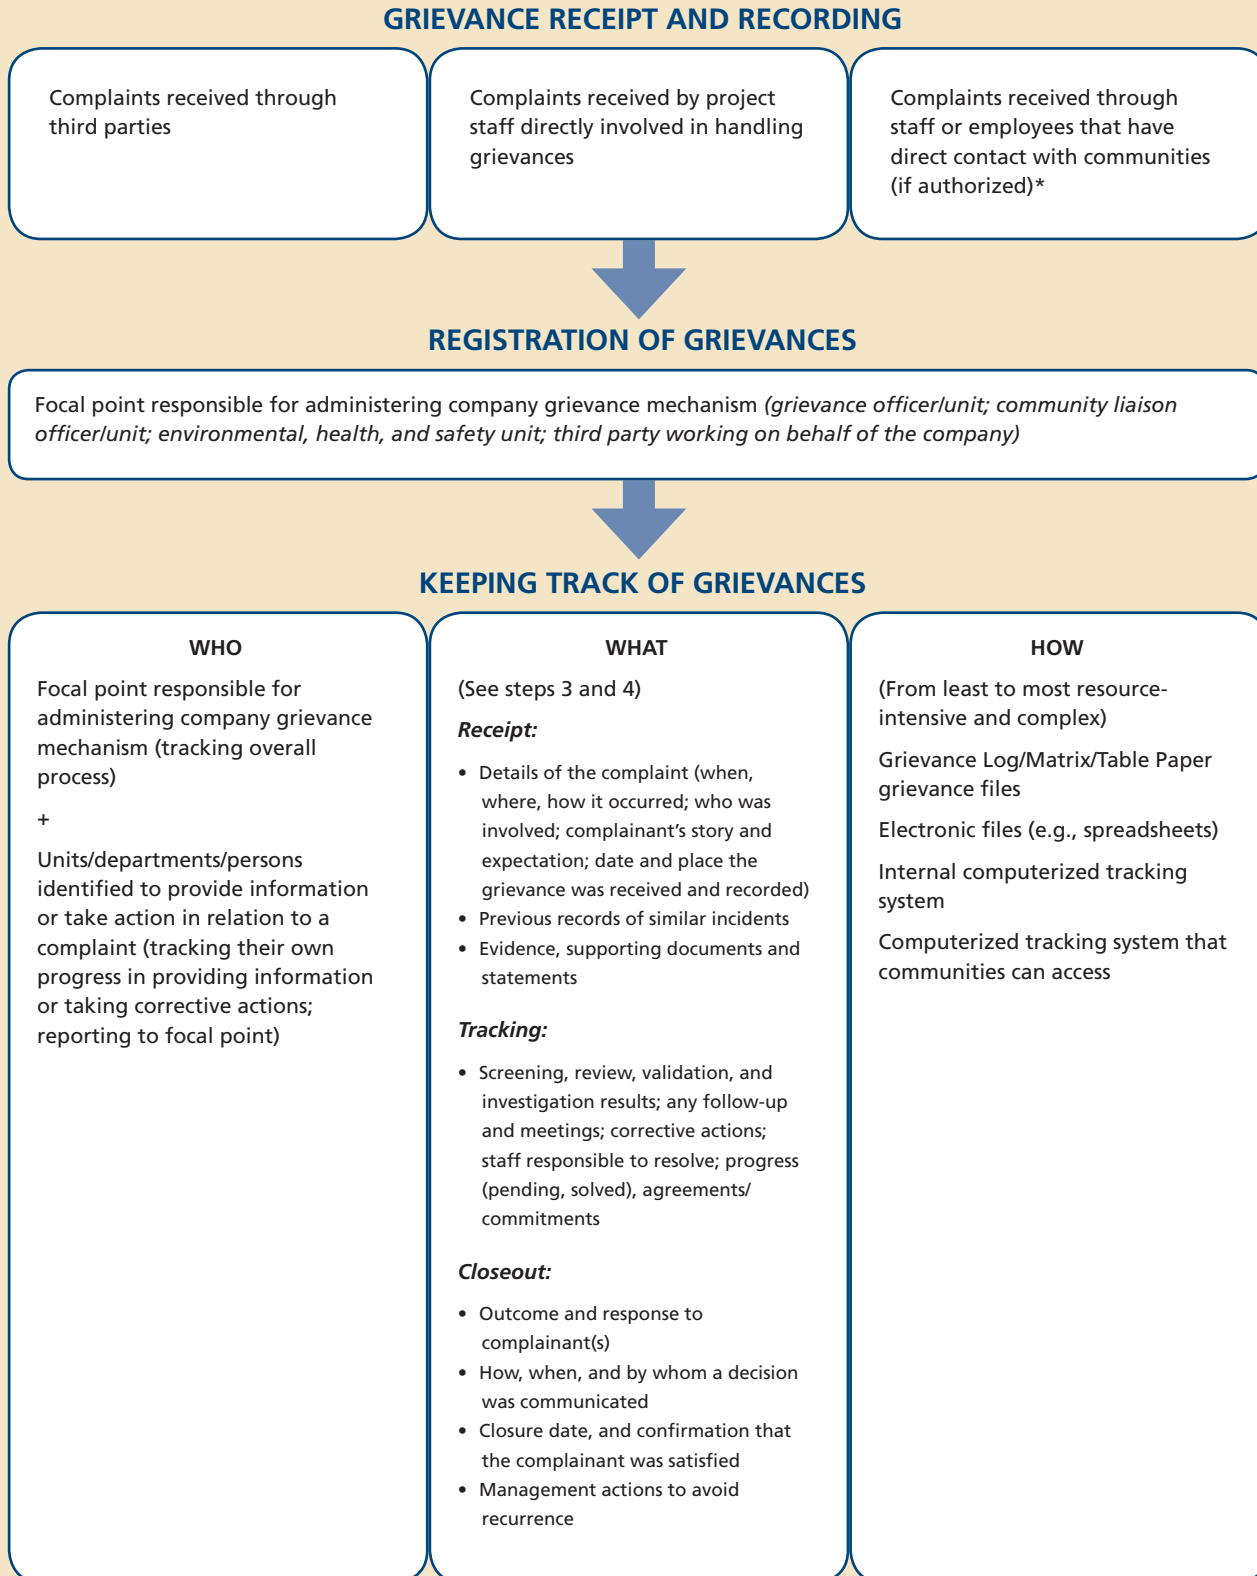 GRIEVANCE RECEIPT AND RECORDING
Complaints received through
third parties
Complaints received by project
staff directly involved in handling
grievances
Complaints received through
staff or employees that have
direct contact with communities
(if authorized)*
REGISTRATION OF GRIEVANCES
Focal point responsible for administering company grievance mechanism (grievance officer/unit; community liaison
officer/unit; environmental, health, and safety unit; third party working on behalf of the company)
KEEPING TRACK OF GRIEVANCES
WHO
Focal point responsible for
administering company grievance
mechanism (tracking overall
process)
+
Units/departments/persons
identified to provide information
or take action in relation to a
complaint (tracking their own
progress in providing information
or taking corrective actions;
reporting to focal point)
WHAT
(See steps 3 and 4)
Receipt:
• Details of the complaint (when,
where, how it occurred; who was
involved; complainant’s story and
expectation; date and place the
grievance was received and recorded)
• Previous records of similar incidents
• Evidence, supporting documents and
statements
Tracking:
• Screening, review, validation, and
investigation results; any follow-up
and meetings; corrective actions;
staff responsible to resolve; progress
(pending, solved), agreements/
commitments
Closeout:
• Outcome and response to
complainant(s)
• How, when, and by whom a decision
was communicated
• Closure date, and confirmation that
the complainant was satisfied
• Management actions to avoid
recurrence
HOW
(From least to most resource-
intensive and complex)
Grievance Log/Matrix/Table Paper
grievance files
Electronic files (e.g., spreadsheets)
Internal computerized tracking
system
Computerized tracking system that
communities can access